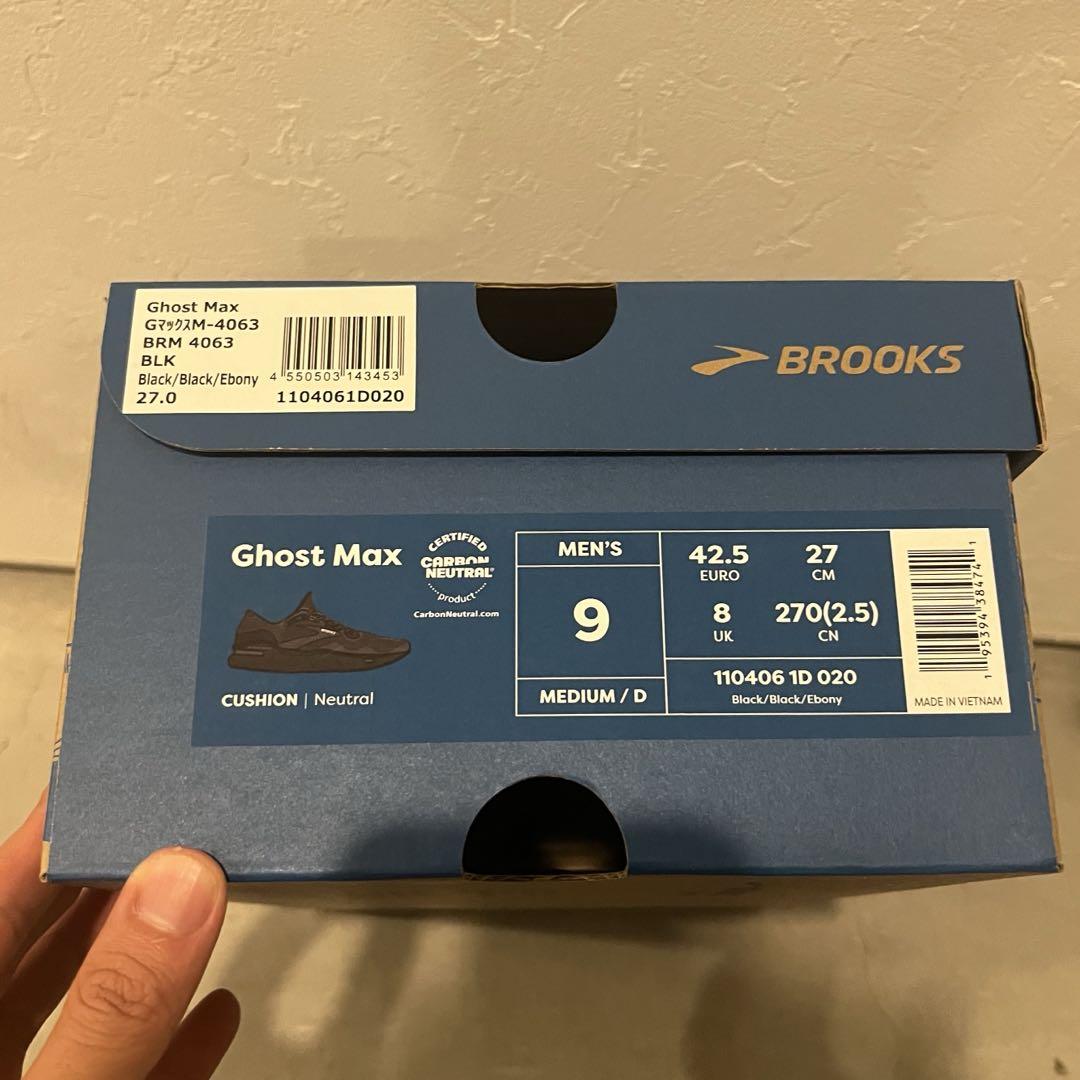 Ghost Max
GマックスM-4063
BRM 4063
BLK
Black/Black/Ebony
27.0
4 550503 143453
1104061D020
BROOKS
Ghost Max
CERTIFIED
CARBON
NEUTRAL®
product
CarbonNeutral.com
CUSHION | Neutral
MEN'S
9
MEDIUM / D
42.5
EURO
27
CM
8
UK
270(2.5)
CN
110406 1D 020
Black/Black/Ebony
1 95394 38474 1
MADE IN VIETNAM